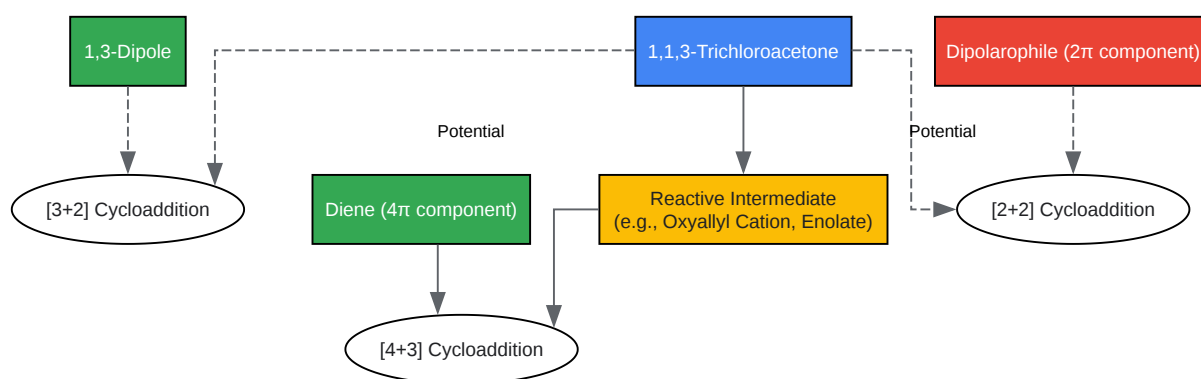 1,3-Dipole
1,1,3-Trichloroacetone
Dipolarophile (2π component)
Potential
Potential
[3+2] Cycloaddition
Diene (4π component)
Reactive Intermediate
(e.g., Oxyallyl Cation, Enolate)
[2+2] Cycloaddition
[4+3] Cycloaddition